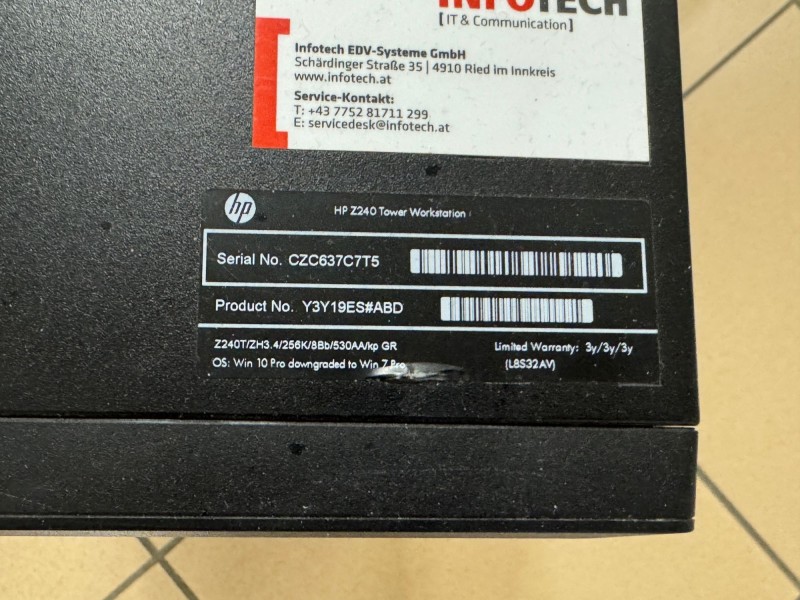 INFOTECH
[ IT & Communication ]
Infotech EDV-Systeme GmbH
Schärdinger Straße 35 | 4910 Ried im Innkreis
www.infotech.at
Service-Kontakt:
T: +43 7752 81711 299
E: servicedesk@infotech.at
hp
HP Z240 Tower Workstation
Serial No. CZC637C7T5
Product No. Y3Y19ES#ABD
Z240T/ZH3.4/256K/8Bb/530AA/kp GR
Limited Warranty: 3y/3y/3y
OS: Win 10 Pro downgraded to Win 7 Pro
(L8S32AV)